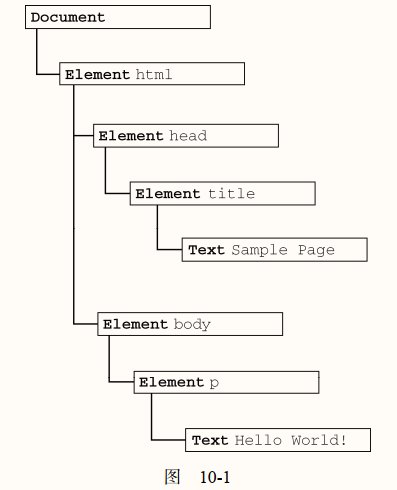 Document
Element html
Element head
Element title
Text Sample Page
Element body
Element p
Text Hello World!
图 10-1